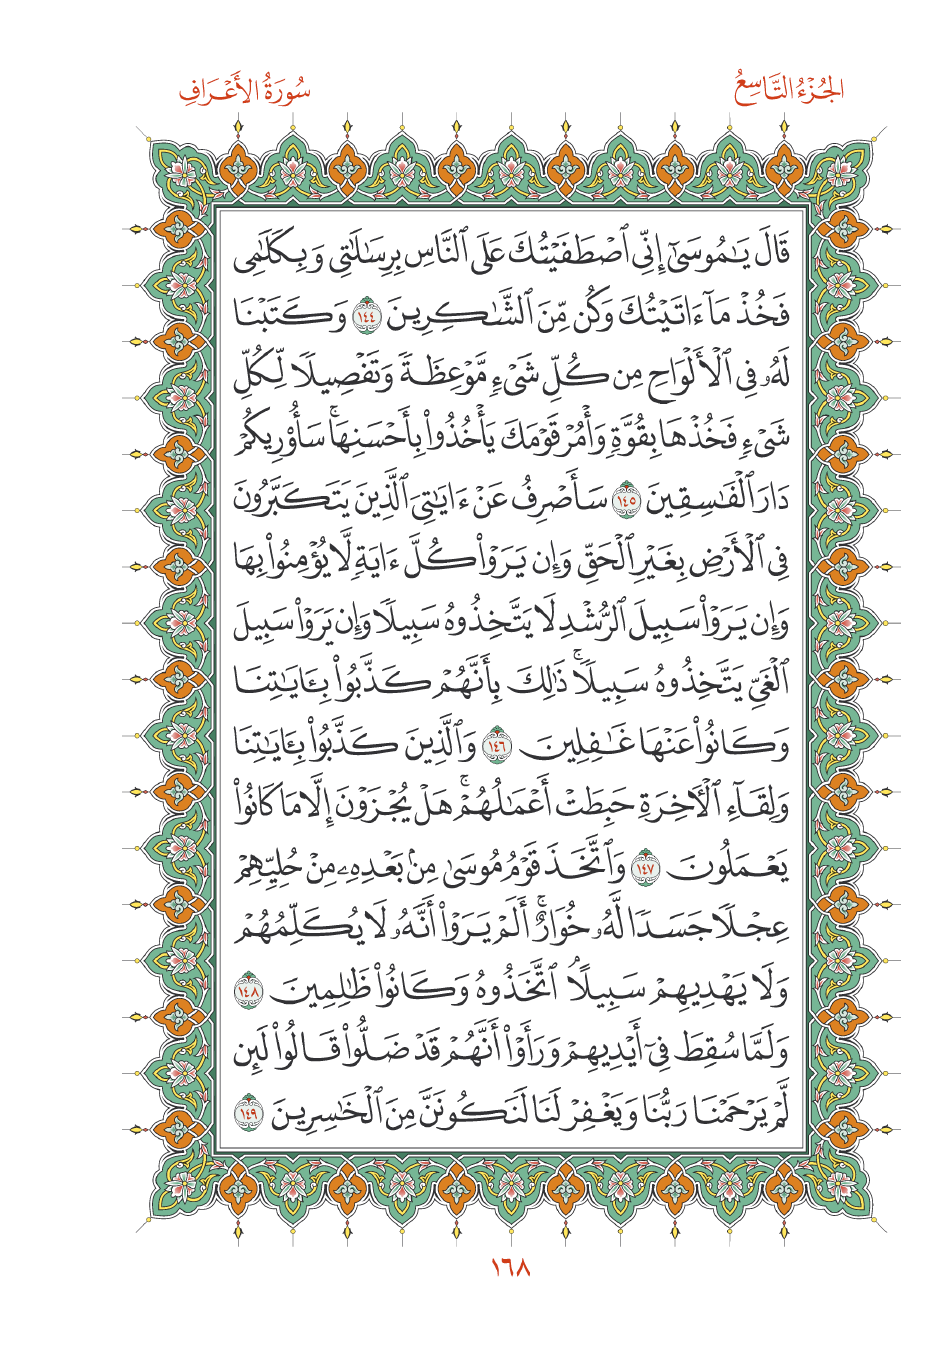 الجُزْءُ التَّاسِعُ
سُورَةُ الأَعْرَافِ
قَالَ يَٰمُوسَىٰٓ إِنِّي ٱصْطَفَيْتُكَ عَلَى ٱلنَّاسِ بِرِسَٰلَٰتِي وَبِكَلَٰمِي
فَخُذْ مَآ ءَاتَيْتُكَ وَكُن مِّنَ ٱلشَّٰكِرِينَ ١٤٤ وَكَتَبْنَا
لَهُۥ فِي ٱلْأَلْوَاحِ مِن كُلِّ شَيْءٍ مَّوْعِظَةً وَتَفْصِيلًا لِّكُلِّ
شَيْءٍ فَخُذْهَا بِقُوَّةٍ وَأْمُرْ قَوْمَكَ يَأْخُذُوا۟ بِأَحْسَنِهَاۚ سَأُو۟رِيكُمْ
دَارَ ٱلْفَٰسِقِينَ ١٤٥ سَأَصْرِفُ عَنْ ءَايَٰتِيَ ٱلَّذِينَ يَتَكَبَّرُونَ
فِي ٱلْأَرْضِ بِغَيْرِ ٱلْحَقِّ وَإِن يَرَوْا۟ كُلَّ ءَايَةٍ لَّا يُؤْمِنُوا۟ بِهَا
وَإِن يَرَوْا۟ سَبِيلَ ٱلرُّشْدِ لَا يَتَّخِذُوهُ سَبِيلًا وَإِن يَرَوْا۟ سَبِيلَ
ٱلْغَيِّ يَتَّخِذُوهُ سَبِيلًاۚ ذَٰلِكَ بِأَنَّهُمْ كَذَّبُوا۟ بِـَٔايَٰتِنَا
وَكَانُوا۟ عَنْهَا غَٰفِلِينَ ١٤٦ وَٱلَّذِينَ كَذَّبُوا۟ بِـَٔايَٰتِنَا
وَلِقَآءِ ٱلْأٓخِرَةِ حَبِطَتْ أَعْمَٰلُهُمْۚ هَلْ يُجْزَوْنَ إِلَّا مَا كَانُوا۟
يَعْمَلُونَ ١٤٧ وَٱتَّخَذَ قَوْمُ مُوسَىٰ مِنۢ بَعْدِهِۦ مِنْ حُلِيِّهِمْ
عِجْلًا جَسَدًا لَّهُۥ خُوَارٌۚ أَلَمْ يَرَوْا۟ أَنَّهُۥ لَا يُكَلِّمُهُمْ
وَلَا يَهْدِيهِمْ سَبِيلًاۘ ٱتَّخَذُوهُ وَكَانُوا۟ ظَٰلِمِينَ ١٤٨
وَلَمَّا سُقِطَ فِيٓ أَيْدِيهِمْ وَرَأَوْا۟ أَنَّهُمْ قَدْ ضَلُّوا۟ قَالُوا۟ لَئِن
لَّمْ يَرْحَمْنَا رَبُّنَا وَيَغْفِرْ لَنَا لَنَكُونَنَّ مِنَ ٱلْخَٰسِرِينَ ١٤٩
١٦٨